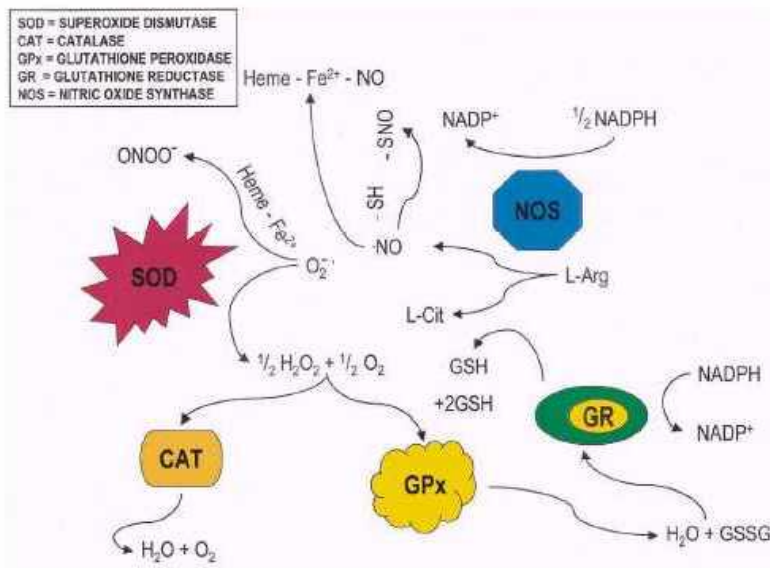 SOD = SUPEROXIDE DISMUTASE
CAT = CATALASE
GPx = GLUTATHIONE PEROXIDASE
GR = GLUTATHIONE REDUCTASE
NOS = NITRIC OXIDE SYNTHASE
Heme - Fe²⁺ - NO
NADP⁺
½ NADPH
- SNO
ONOO⁻
Heme - Fe²⁺
- SH
NOS
·NO
SOD
O₂⁻·
L-Arg
L-Cit
½ H₂O₂ + ½ O₂
GSH
NADPH
+2GSH
GR
NADP⁺
CAT
GPx
H₂O + GSSG
H₂O + O₂